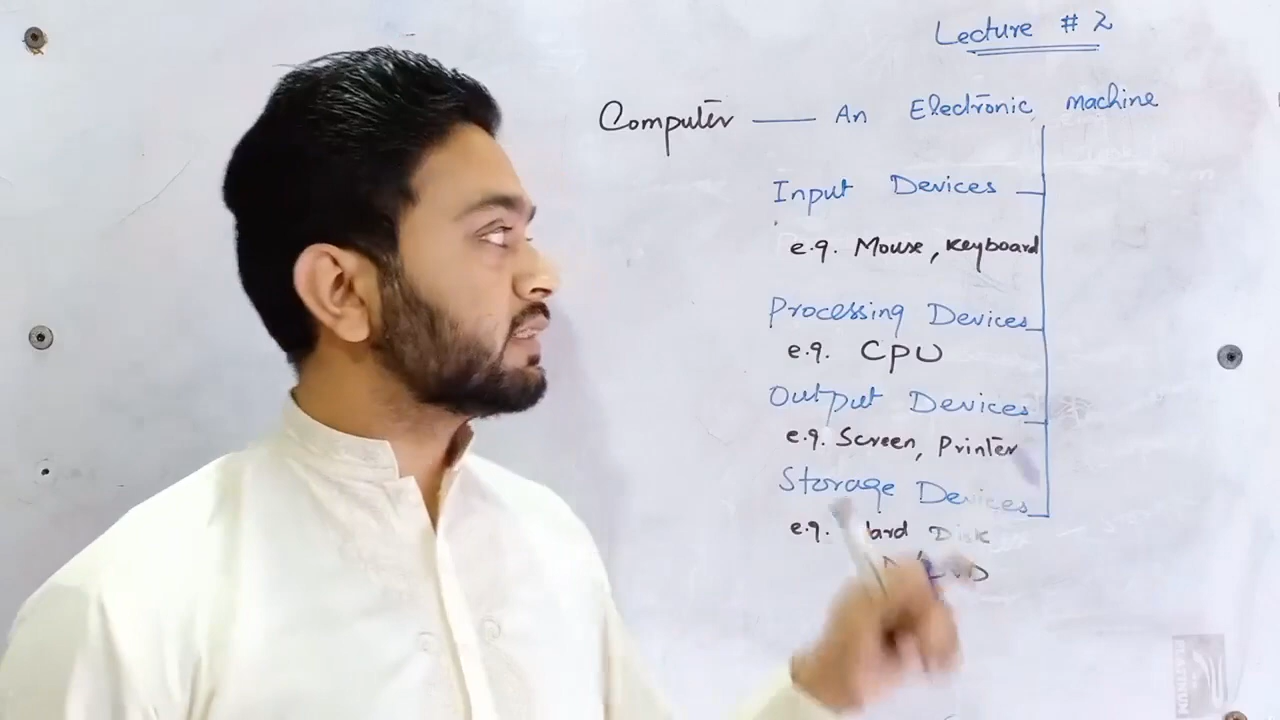 Lecture # 2
Computer — An Electronic machine
Input Devices
e.g. Mouse, Keyboard
Processing Devices
e.g. CPU
Output Devices
e.g. Screen, Printer
Storage Devices
e.g. Disk
PLATINUM